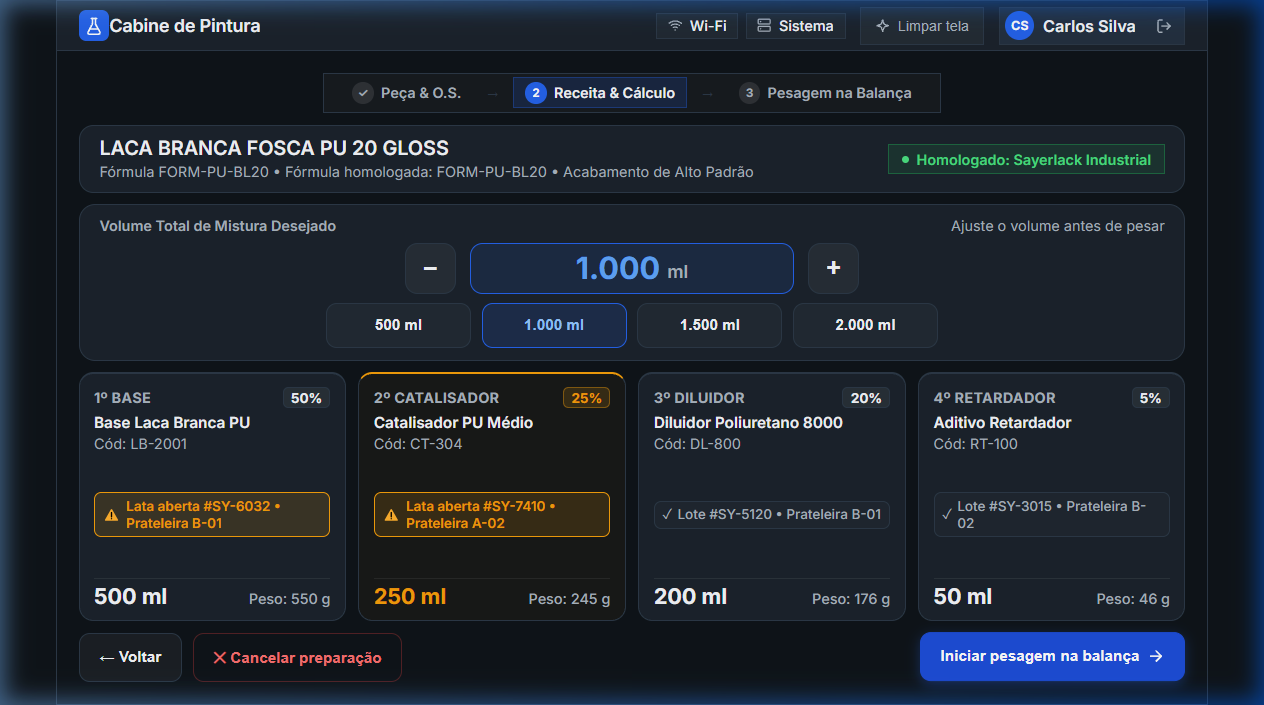 Cabine de Pintura
Wi-Fi
Sistema
Limpar tela
CS
Carlos Silva
Peça & O.S.
→
2
Receita & Cálculo
→
3
Pesagem na Balança
LACA BRANCA FOSCA PU 20 GLOSS
Fórmula FORM-PU-BL20 • Fórmula homologada: FORM-PU-BL20 • Acabamento de Alto Padrão
● Homologado: Sayerlack Industrial
Volume Total de Mistura Desejado
Ajuste o volume antes de pesar
−
1.000 ml
+
500 ml
1.000 ml
1.500 ml
2.000 ml
1º BASE
50%
Base Laca Branca PU
Cód: LB-2001
Lata aberta #SY-6032 •
Prateleira B-01
500 ml
Peso: 550 g
2º CATALISADOR
25%
Catalisador PU Médio
Cód: CT-304
Lata aberta #SY-7410 •
Prateleira A-02
250 ml
Peso: 245 g
3º DILUIDOR
20%
Diluidor Poliuretano 8000
Cód: DL-800
✓ Lote #SY-5120 • Prateleira B-01
200 ml
Peso: 176 g
4º RETARDADOR
5%
Aditivo Retardador
Cód: RT-100
✓ Lote #SY-3015 • Prateleira B-
02
50 ml
Peso: 46 g
← Voltar
✕ Cancelar preparação
Iniciar pesagem na balança →